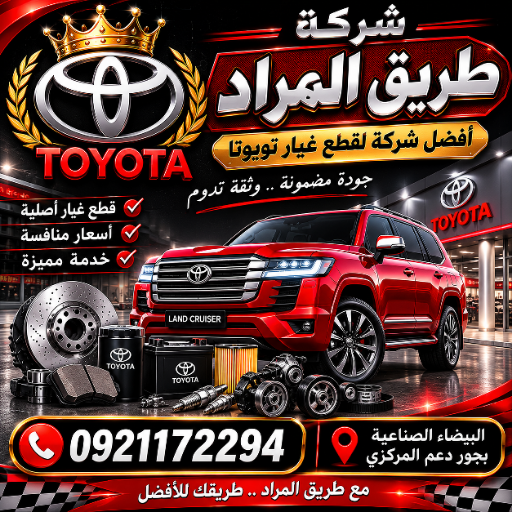 شركة
طريق المراد
أفضل شركة لقطع غيار تويوتا
جودة مضمونة .. وثقة تدوم
TOYOTA
قطع غيار أصلية
أسعار منافسة
خدمة مميزة
TOYOTA
LAND CRUISER
TOYOTA
TOYOTA
0921172294
البيضاء الصناعية
بجور دعم المركزي
مع طريق المراد .. طريقك للأفضل